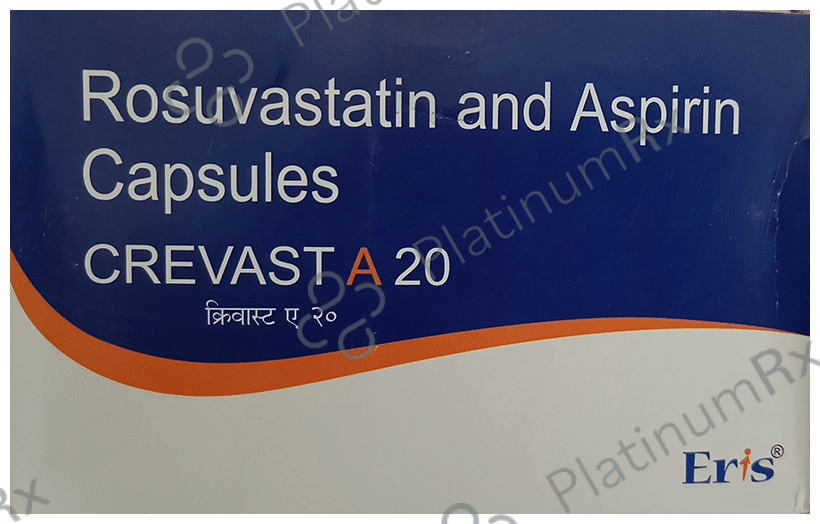 Rosuvastatin and Aspirin
Capsules
CREVAST A 20
क्रिवास्ट ए २०
Eris®
PlatinumRx
PlatinumRx